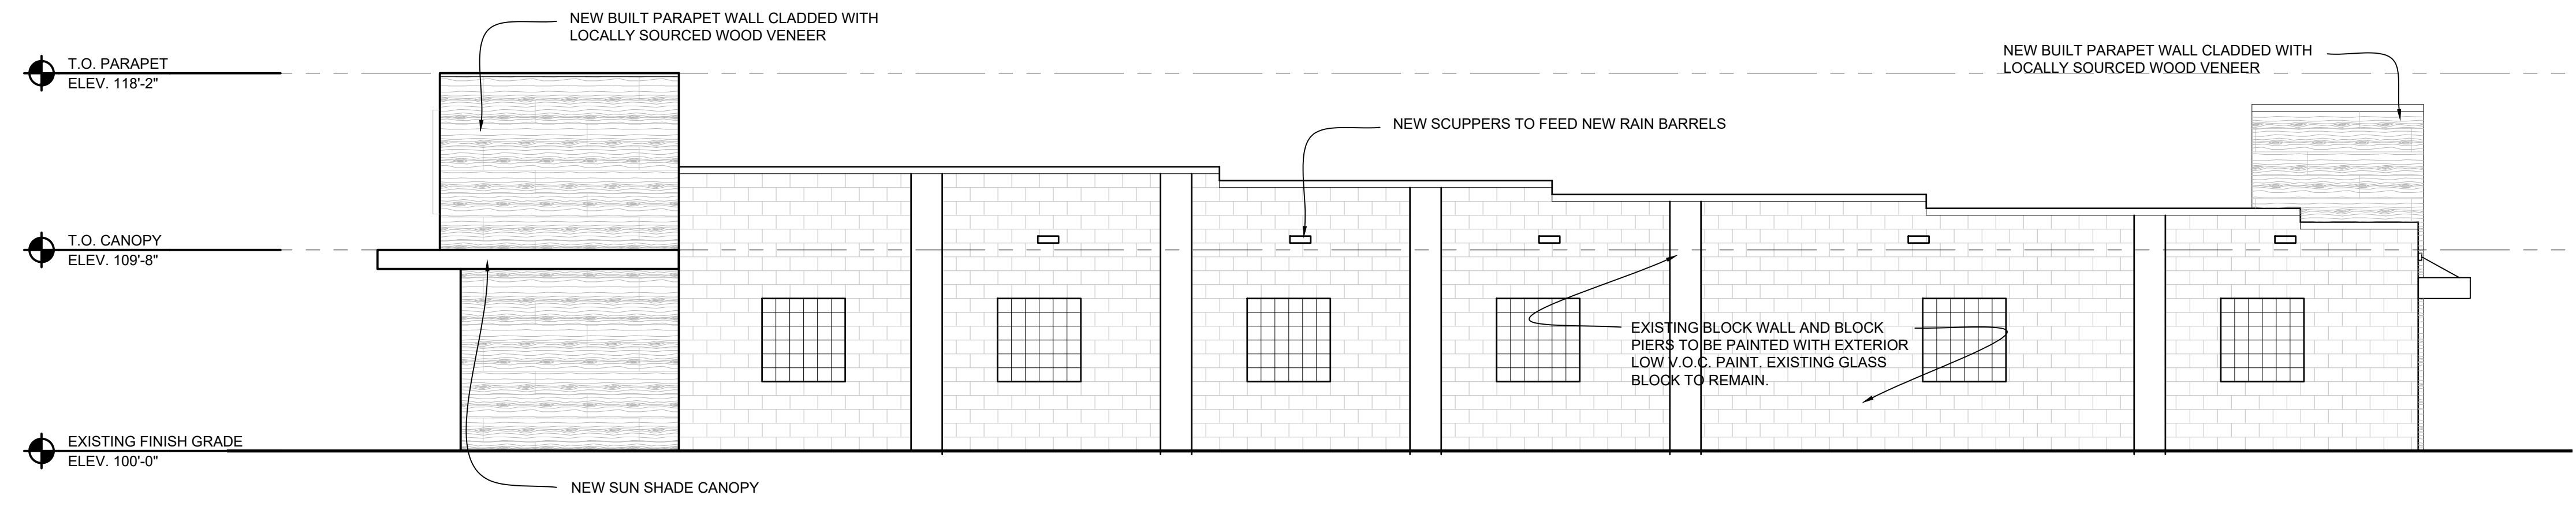 NEW BUILT PARAPET WALL CLADDED WITH
LOCALLY SOURCED WOOD VENEER
NEW BUILT PARAPET WALL CLADDED WITH
LOCALLY SOURCED WOOD VENEER
T.O. PARAPET
ELEV. 118'-2"
NEW SCUPPERS TO FEED NEW RAIN BARRELS
T.O. CANOPY
ELEV. 109'-8"
EXISTING BLOCK WALL AND BLOCK
PIERS TO BE PAINTED WITH EXTERIOR
LOW V.O.C. PAINT. EXISTING GLASS
BLOCK TO REMAIN.
EXISTING FINISH GRADE
ELEV. 100'-0"
NEW SUN SHADE CANOPY